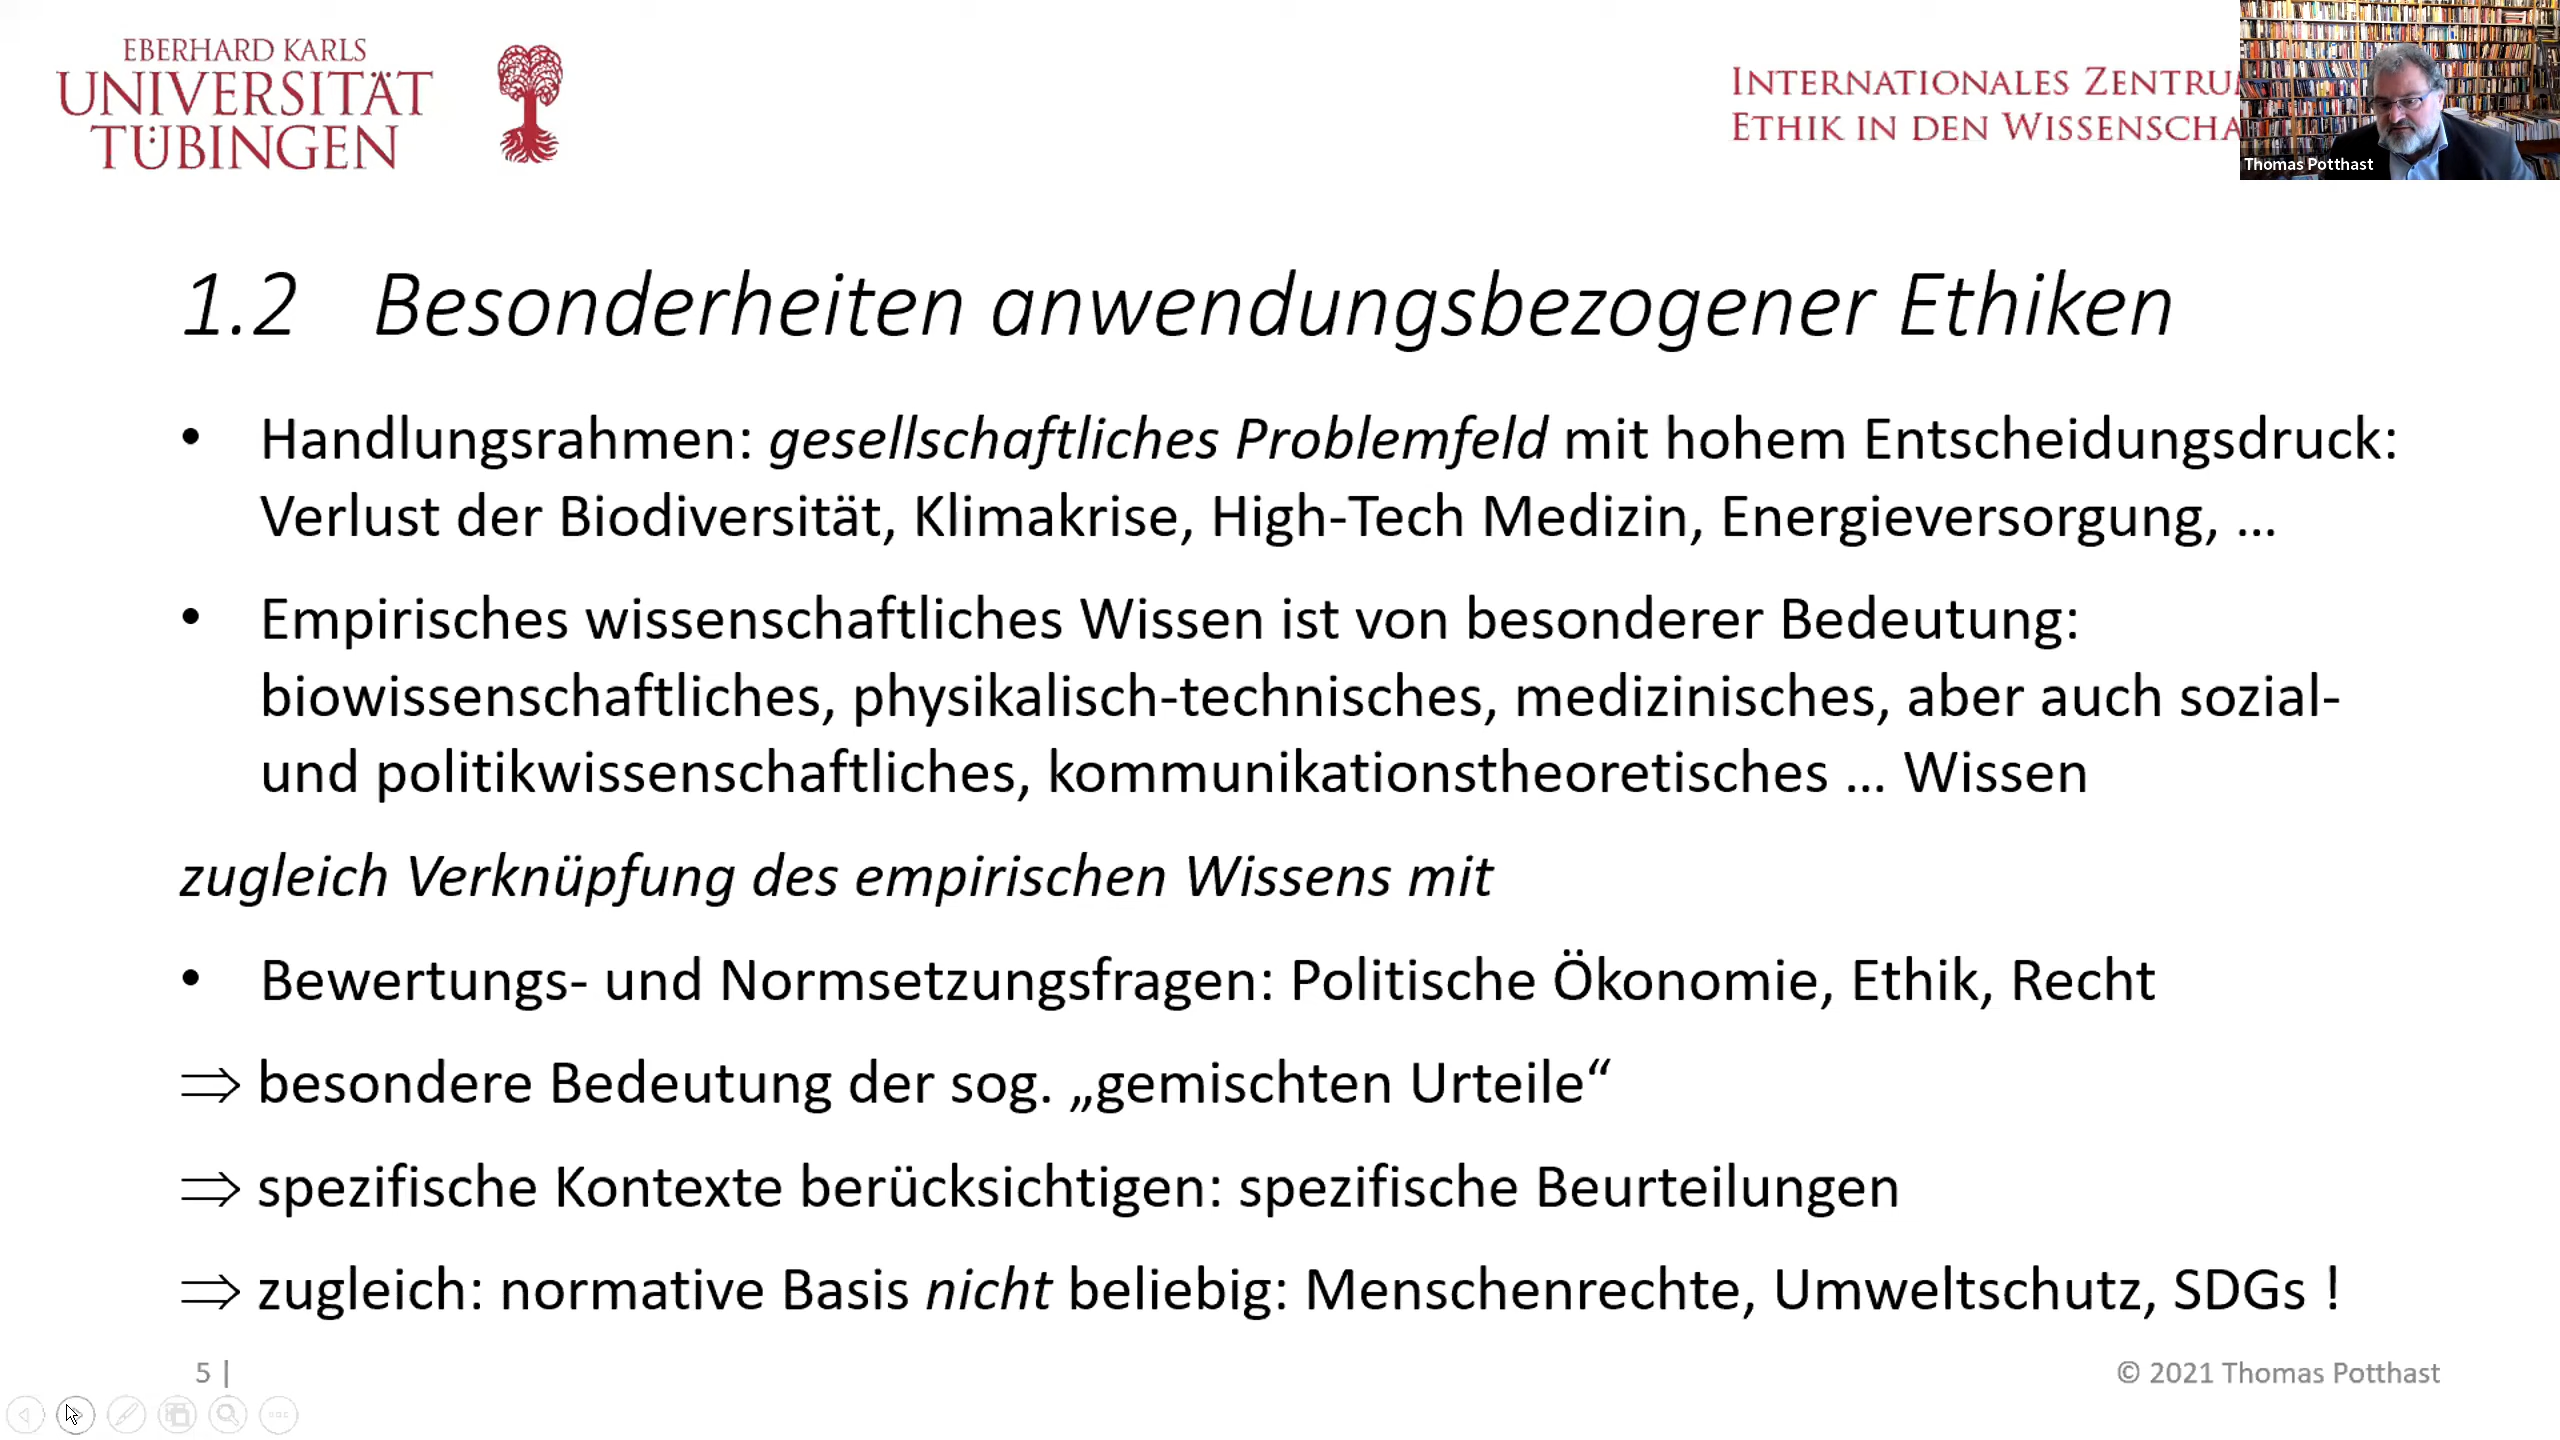 EBERHARD KARLS
UNIVERSITÄT
TÜBINGEN
INTERNATIONALES ZENTRUM
ETHIK IN DEN WISSENSCHA
Thomas Potthast
1.2 Besonderheiten anwendungsbezogener Ethiken
• Handlungsrahmen: gesellschaftliches Problemfeld mit hohem Entscheidungsdruck:
Verlust der Biodiversität, Klimakrise, High-Tech Medizin, Energieversorgung, ...
• Empirisches wissenschaftliches Wissen ist von besonderer Bedeutung:
biowissenschaftliches, physikalisch-technisches, medizinisches, aber auch sozial-
und politikwissenschaftliches, kommunikationstheoretisches ... Wissen
zugleich Verknüpfung des empirischen Wissens mit
• Bewertungs- und Normsetzungsfragen: Politische Ökonomie, Ethik, Recht
⇒ besondere Bedeutung der sog. „gemischten Urteile“
⇒ spezifische Kontexte berücksichtigen: spezifische Beurteilungen
⇒ zugleich: normative Basis nicht beliebig: Menschenrechte, Umweltschutz, SDGs !
5 |
© 2021 Thomas Potthast